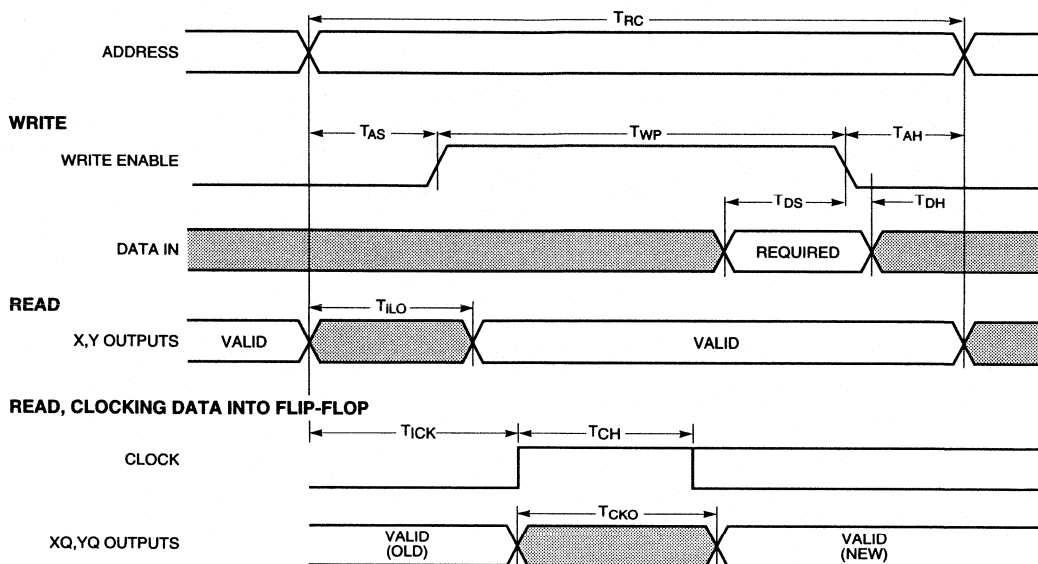 TRC
ADDRESS
WRITE
TAS
TWP
TAH
WRITE ENABLE
TDS
TDH
DATA IN
REQUIRED
READ
TILO
X,Y OUTPUTS
VALID
VALID
READ, CLOCKING DATA INTO FLIP-FLOP
TICK
TCH
CLOCK
TCKO
XQ,YQ OUTPUTS
VALID
(OLD)
VALID
(NEW)